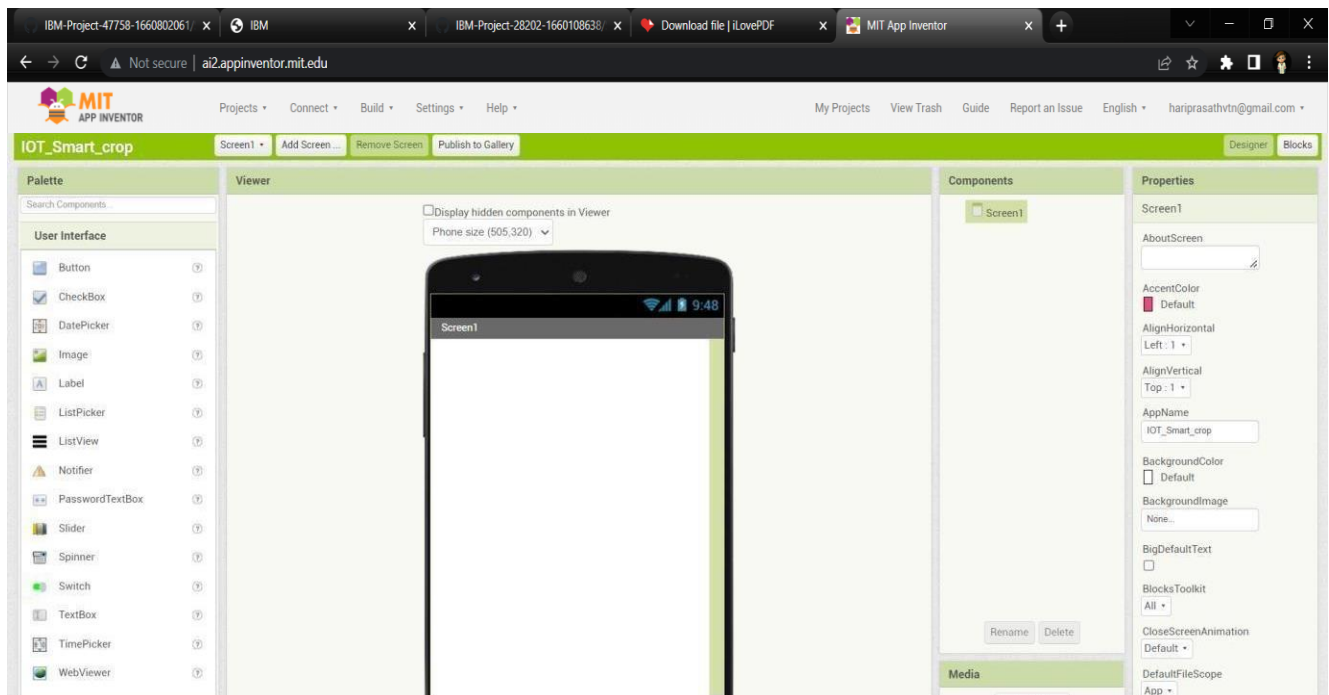 IBM-Project-47758-1660802061/
IBM
IBM-Project-28202-1660108638/
Download file | iLovePDF
MIT App Inventor
Not secure | ai2.appinventor.mit.edu
MIT
APP INVENTOR
Projects
Connect
Build
Settings
Help
My Projects
View Trash
Guide
Report an Issue
English
hariprasathvtn@gmail.com
IOT_Smart_crop
Screen1
Add Screen ...
Remove Screen
Publish to Gallery
Designer
Blocks
Palette
Search Components...
User Interface
Button
CheckBox
DatePicker
Image
Label
ListPicker
ListView
Notifier
PasswordTextBox
Slider
Spinner
Switch
TextBox
TimePicker
WebViewer
Viewer
Display hidden components in Viewer
Phone size (505,320)
9:48
Screen1
Components
Screen1
Rename
Delete
Media
Properties
Screen1
AboutScreen
AccentColor
Default
AlignHorizontal
Left : 1
AlignVertical
Top : 1
AppName
IOT_Smart_crop
BackgroundColor
Default
BackgroundImage
None...
BigDefaultText
BlocksToolkit
All
CloseScreenAnimation
Default
DefaultFileScope
App